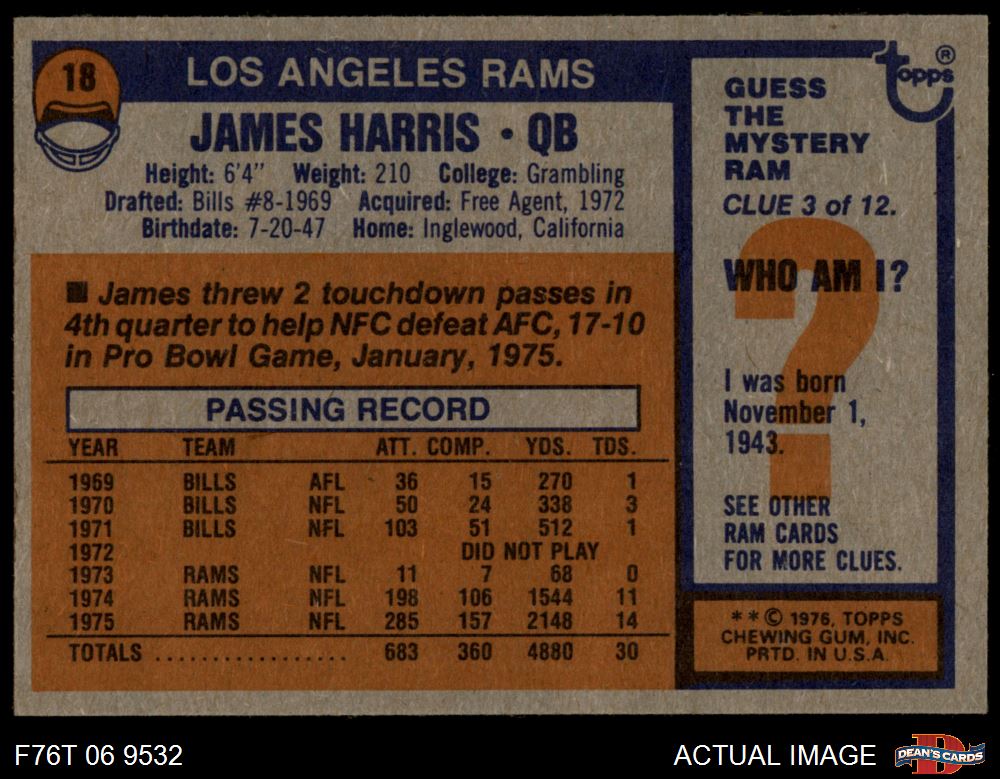 18
LOS ANGELES RAMS
JAMES HARRIS • QB
Height: 6'4" Weight: 210 College: Grambling
Drafted: Bills #8-1969 Acquired: Free Agent, 1972
Birthdate: 7-20-47 Home: Inglewood, California
■ James threw 2 touchdown passes in
4th quarter to help NFC defeat AFC, 17-10
in Pro Bowl Game, January, 1975.
PASSING RECORD
YEAR TEAM ATT. COMP. YDS. TDS.
1969 BILLS AFL 36 15 270 1
1970 BILLS NFL 50 24 338 3
1971 BILLS NFL 103 51 512 1
1972 DID NOT PLAY
1973 RAMS NFL 11 7 68 0
1974 RAMS NFL 198 106 1544 11
1975 RAMS NFL 285 157 2148 14
TOTALS .................. 683 360 4880 30
topps ®
GUESS
THE
MYSTERY
RAM
CLUE 3 of 12.
?
WHO AM I?
I was born
November 1,
1943.
SEE OTHER
RAM CARDS
FOR MORE CLUES.
* * © 1976, TOPPS
CHEWING GUM, INC.
PRTD. IN U.S.A.
F76T 06 9532
ACTUAL IMAGE
D
DEAN'S CARDS